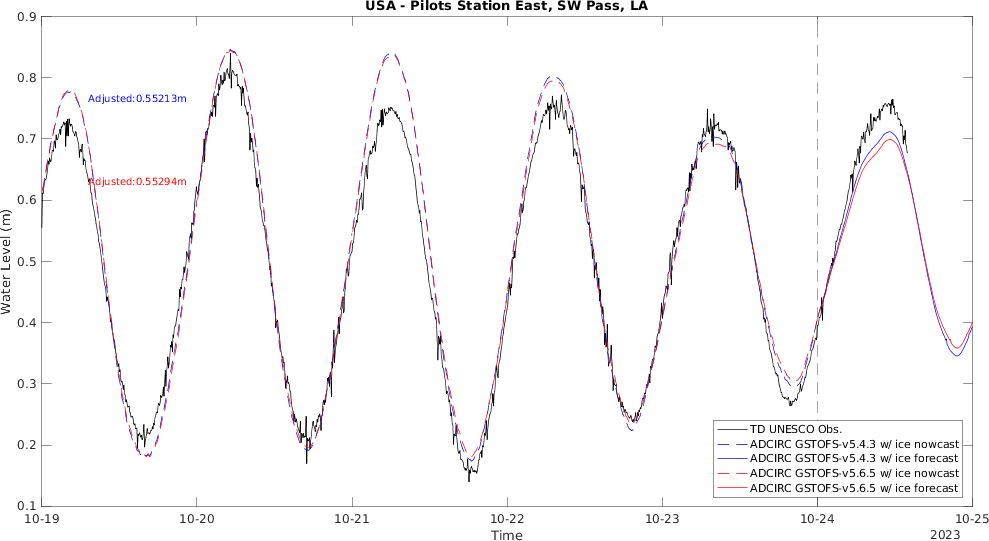 USA - Pilots Station East, SW Pass, LA
0.9
0.8
0.7
0.6
0.5
0.4
0.3
0.2
0.1
Water Level (m)
Adjusted:0.55213m
Adjusted:0.55294m
TD UNESCO Obs.
ADCIRC GSTOFS-v5.4.3 w/ ice nowcast
ADCIRC GSTOFS-v5.4.3 w/ ice forecast
ADCIRC GSTOFS-v5.6.5 w/ ice nowcast
ADCIRC GSTOFS-v5.6.5 w/ ice forecast
10-19 10-20 10-21 10-22 10-23 10-24 10-25
Time
2023